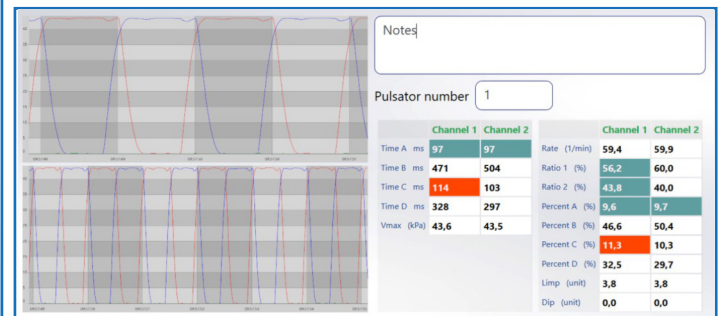 Notes
Pulsator number 1
Channel 1 Channel 2
Time A ms 97 97
Time B ms 471 504
Time C ms 114 103
Time D ms 328 297
Vmax (kPa) 43,6 43,5
Channel 1 Channel 2
Rate (1/min) 59,4 59,9
Ratio 1 (%) 56,2 60,0
Ratio 2 (%) 43,8 40,0
Percent A (%) 9,6 9,7
Percent B (%) 46,6 50,4
Percent C (%) 11,3 10,3
Percent D (%) 32,5 29,7
Limp (unit) 3,8 3,8
Dip (unit) 0,0 0,0